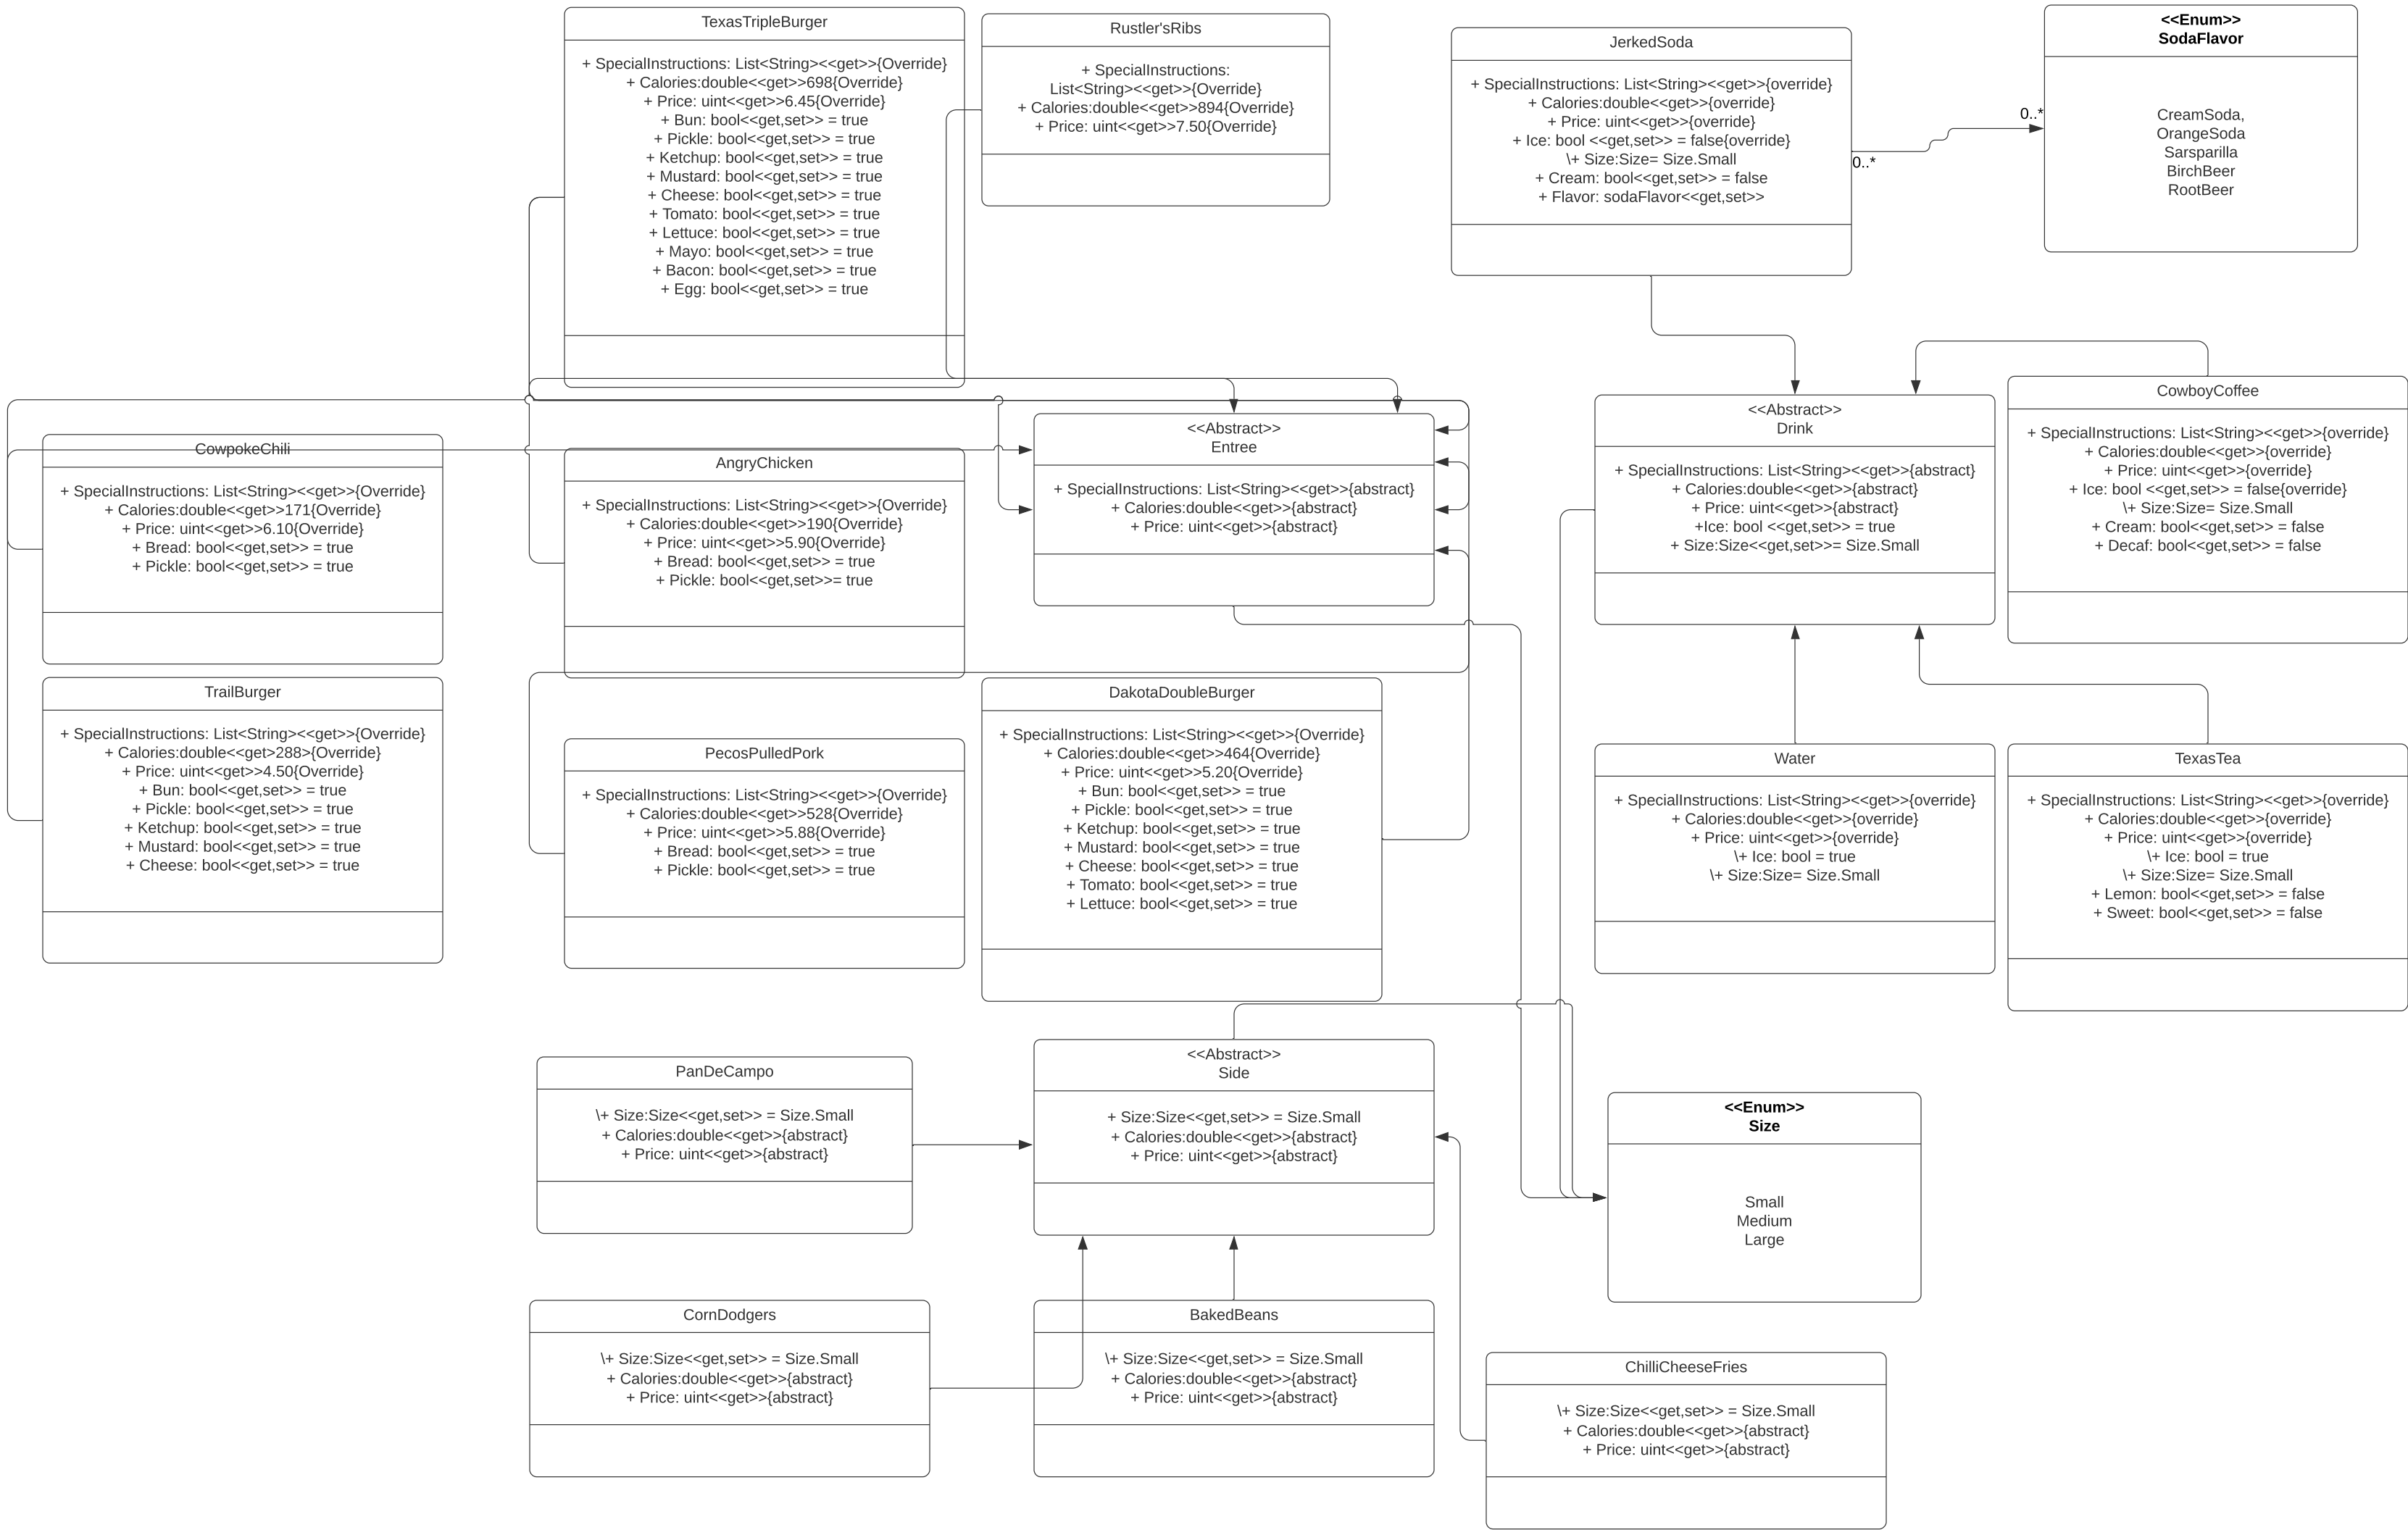 TexasTripleBurger
+ SpecialInstructions: List<String><<get>>{Override}
+ Calories:double<<get>>698{Override}
+ Price: uint<<get>>6.45{Override}
+ Bun: bool<<get,set>> = true
+ Pickle: bool<<get,set>> = true
+ Ketchup: bool<<get,set>> = true
+ Mustard: bool<<get,set>> = true
+ Cheese: bool<<get,set>> = true
+ Tomato: bool<<get,set>> = true
+ Lettuce: bool<<get,set>> = true
+ Mayo: bool<<get,set>> = true
+ Bacon: bool<<get,set>> = true
+ Egg: bool<<get,set>> = true
Rustler'sRibs
+ SpecialInstructions:
List<String><<get>>{Override}
+ Calories:double<<get>>894{Override}
+ Price: uint<<get>>7.50{Override}
JerkedSoda
+ SpecialInstructions: List<String><<get>>{override}
+ Calories:double<<get>>{override}
+ Price: uint<<get>>{override}
+ Ice: bool <<get,set>> = false{override}
\+ Size:Size= Size.Small
+ Cream: bool<<get,set>> = false
+ Flavor: sodaFlavor<<get,set>>
0..*
0..*
<<Enum>>
SodaFlavor
CreamSoda,
OrangeSoda
Sarsparilla
BirchBeer
RootBeer
CowpokeChili
+ SpecialInstructions: List<String><<get>>{Override}
+ Calories:double<<get>>171{Override}
+ Price: uint<<get>>6.10{Override}
+ Bread: bool<<get,set>> = true
+ Pickle: bool<<get,set>> = true
AngryChicken
+ SpecialInstructions: List<String><<get>>{Override}
+ Calories:double<<get>>190{Override}
+ Price: uint<<get>>5.90{Override}
+ Bread: bool<<get,set>> = true
+ Pickle: bool<<get,set>>= true
<<Abstract>>
Entree
+ SpecialInstructions: List<String><<get>>{abstract}
+ Calories:double<<get>>{abstract}
+ Price: uint<<get>>{abstract}
<<Abstract>>
Drink
+ SpecialInstructions: List<String><<get>>{abstract}
+ Calories:double<<get>>{abstract}
+ Price: uint<<get>>{abstract}
+Ice: bool <<get,set>> = true
+ Size:Size<<get,set>>= Size.Small
CowboyCoffee
+ SpecialInstructions: List<String><<get>>{override}
+ Calories:double<<get>>{override}
+ Price: uint<<get>>{override}
+ Ice: bool <<get,set>> = false{override}
\+ Size:Size= Size.Small
+ Cream: bool<<get,set>> = false
+ Decaf: bool<<get,set>> = false
TrailBurger
+ SpecialInstructions: List<String><<get>>{Override}
+ Calories:double<<get>288>{Override}
+ Price: uint<<get>>4.50{Override}
+ Bun: bool<<get,set>> = true
+ Pickle: bool<<get,set>> = true
+ Ketchup: bool<<get,set>> = true
+ Mustard: bool<<get,set>> = true
+ Cheese: bool<<get,set>> = true
PecosPulledPork
+ SpecialInstructions: List<String><<get>>{Override}
+ Calories:double<<get>>528{Override}
+ Price: uint<<get>>5.88{Override}
+ Bread: bool<<get,set>> = true
+ Pickle: bool<<get,set>> = true
DakotaDoubleBurger
+ SpecialInstructions: List<String><<get>>{Override}
+ Calories:double<<get>>464{Override}
+ Price: uint<<get>>5.20{Override}
+ Bun: bool<<get,set>> = true
+ Pickle: bool<<get,set>> = true
+ Ketchup: bool<<get,set>> = true
+ Mustard: bool<<get,set>> = true
+ Cheese: bool<<get,set>> = true
+ Tomato: bool<<get,set>> = true
+ Lettuce: bool<<get,set>> = true
Water
+ SpecialInstructions: List<String><<get>>{override}
+ Calories:double<<get>>{override}
+ Price: uint<<get>>{override}
\+ Ice: bool = true
\+ Size:Size= Size.Small
TexasTea
+ SpecialInstructions: List<String><<get>>{override}
+ Calories:double<<get>>{override}
+ Price: uint<<get>>{override}
\+ Ice: bool = true
\+ Size:Size= Size.Small
+ Lemon: bool<<get,set>> = false
+ Sweet: bool<<get,set>> = false
PanDeCampo
\+ Size:Size<<get,set>> = Size.Small
+ Calories:double<<get>>{abstract}
+ Price: uint<<get>>{abstract}
<<Abstract>>
Side
+ Size:Size<<get,set>> = Size.Small
+ Calories:double<<get>>{abstract}
+ Price: uint<<get>>{abstract}
<<Enum>>
Size
Small
Medium
Large
CornDodgers
\+ Size:Size<<get,set>> = Size.Small
+ Calories:double<<get>>{abstract}
+ Price: uint<<get>>{abstract}
BakedBeans
\+ Size:Size<<get,set>> = Size.Small
+ Calories:double<<get>>{abstract}
+ Price: uint<<get>>{abstract}
ChilliCheeseFries
\+ Size:Size<<get,set>> = Size.Small
+ Calories:double<<get>>{abstract}
+ Price: uint<<get>>{abstract}